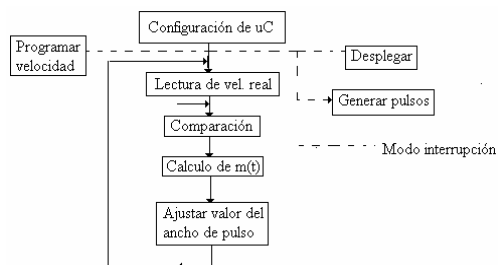 Configuración de uC
Programar
velocidad
Desplegar
Lectura de vel. real
Generar pulsos
Comparación
Modo interrupción
Calculo de m(t)
Ajustar valor del
ancho de pulso